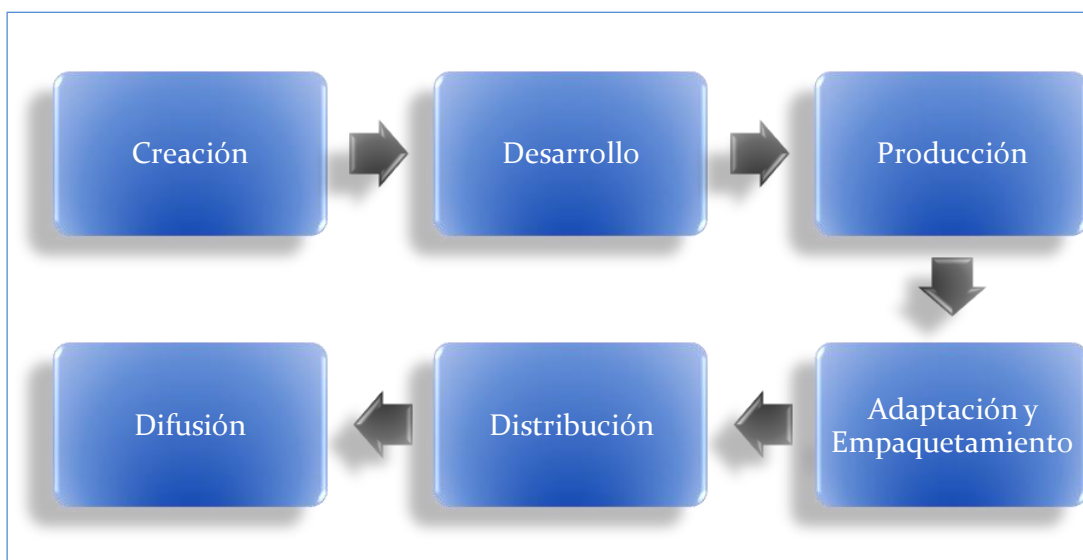 Creación
Desarrollo
Producción
Adaptación y
Empaquetamiento
Distribución
Difusión